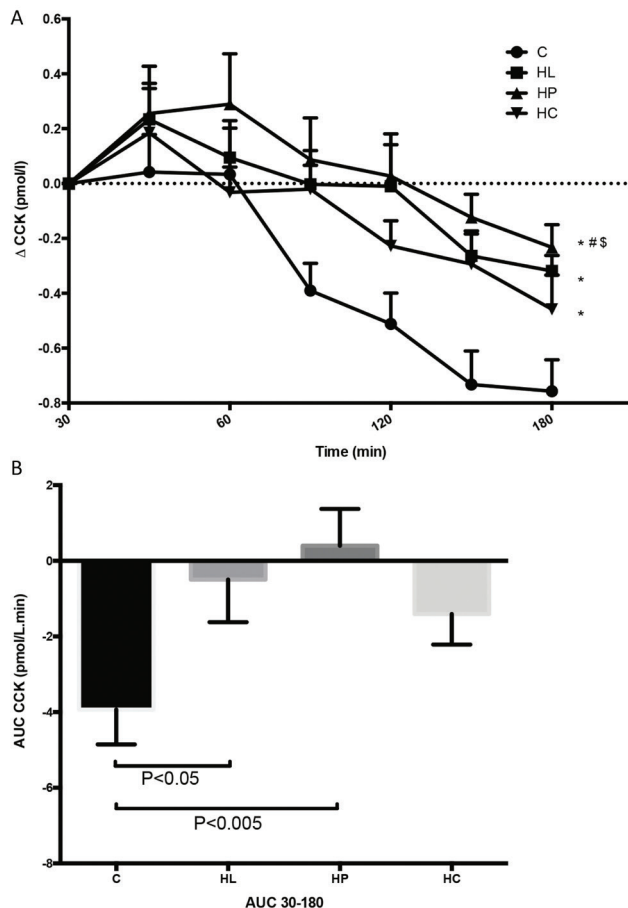 A
0.6
0.4
0.2
0.0
-0.2
-0.4
-0.6
-0.8
Δ CCK (pmol/l)
C
HL
HP
HC
* # $
*
*
30
60
120
180
Time (min)
B
2
0
-2
-4
-6
-8
AUC CCK (pmol/L.min)
P<0.05
P<0.005
C
HL
HP
HC
AUC 30-180